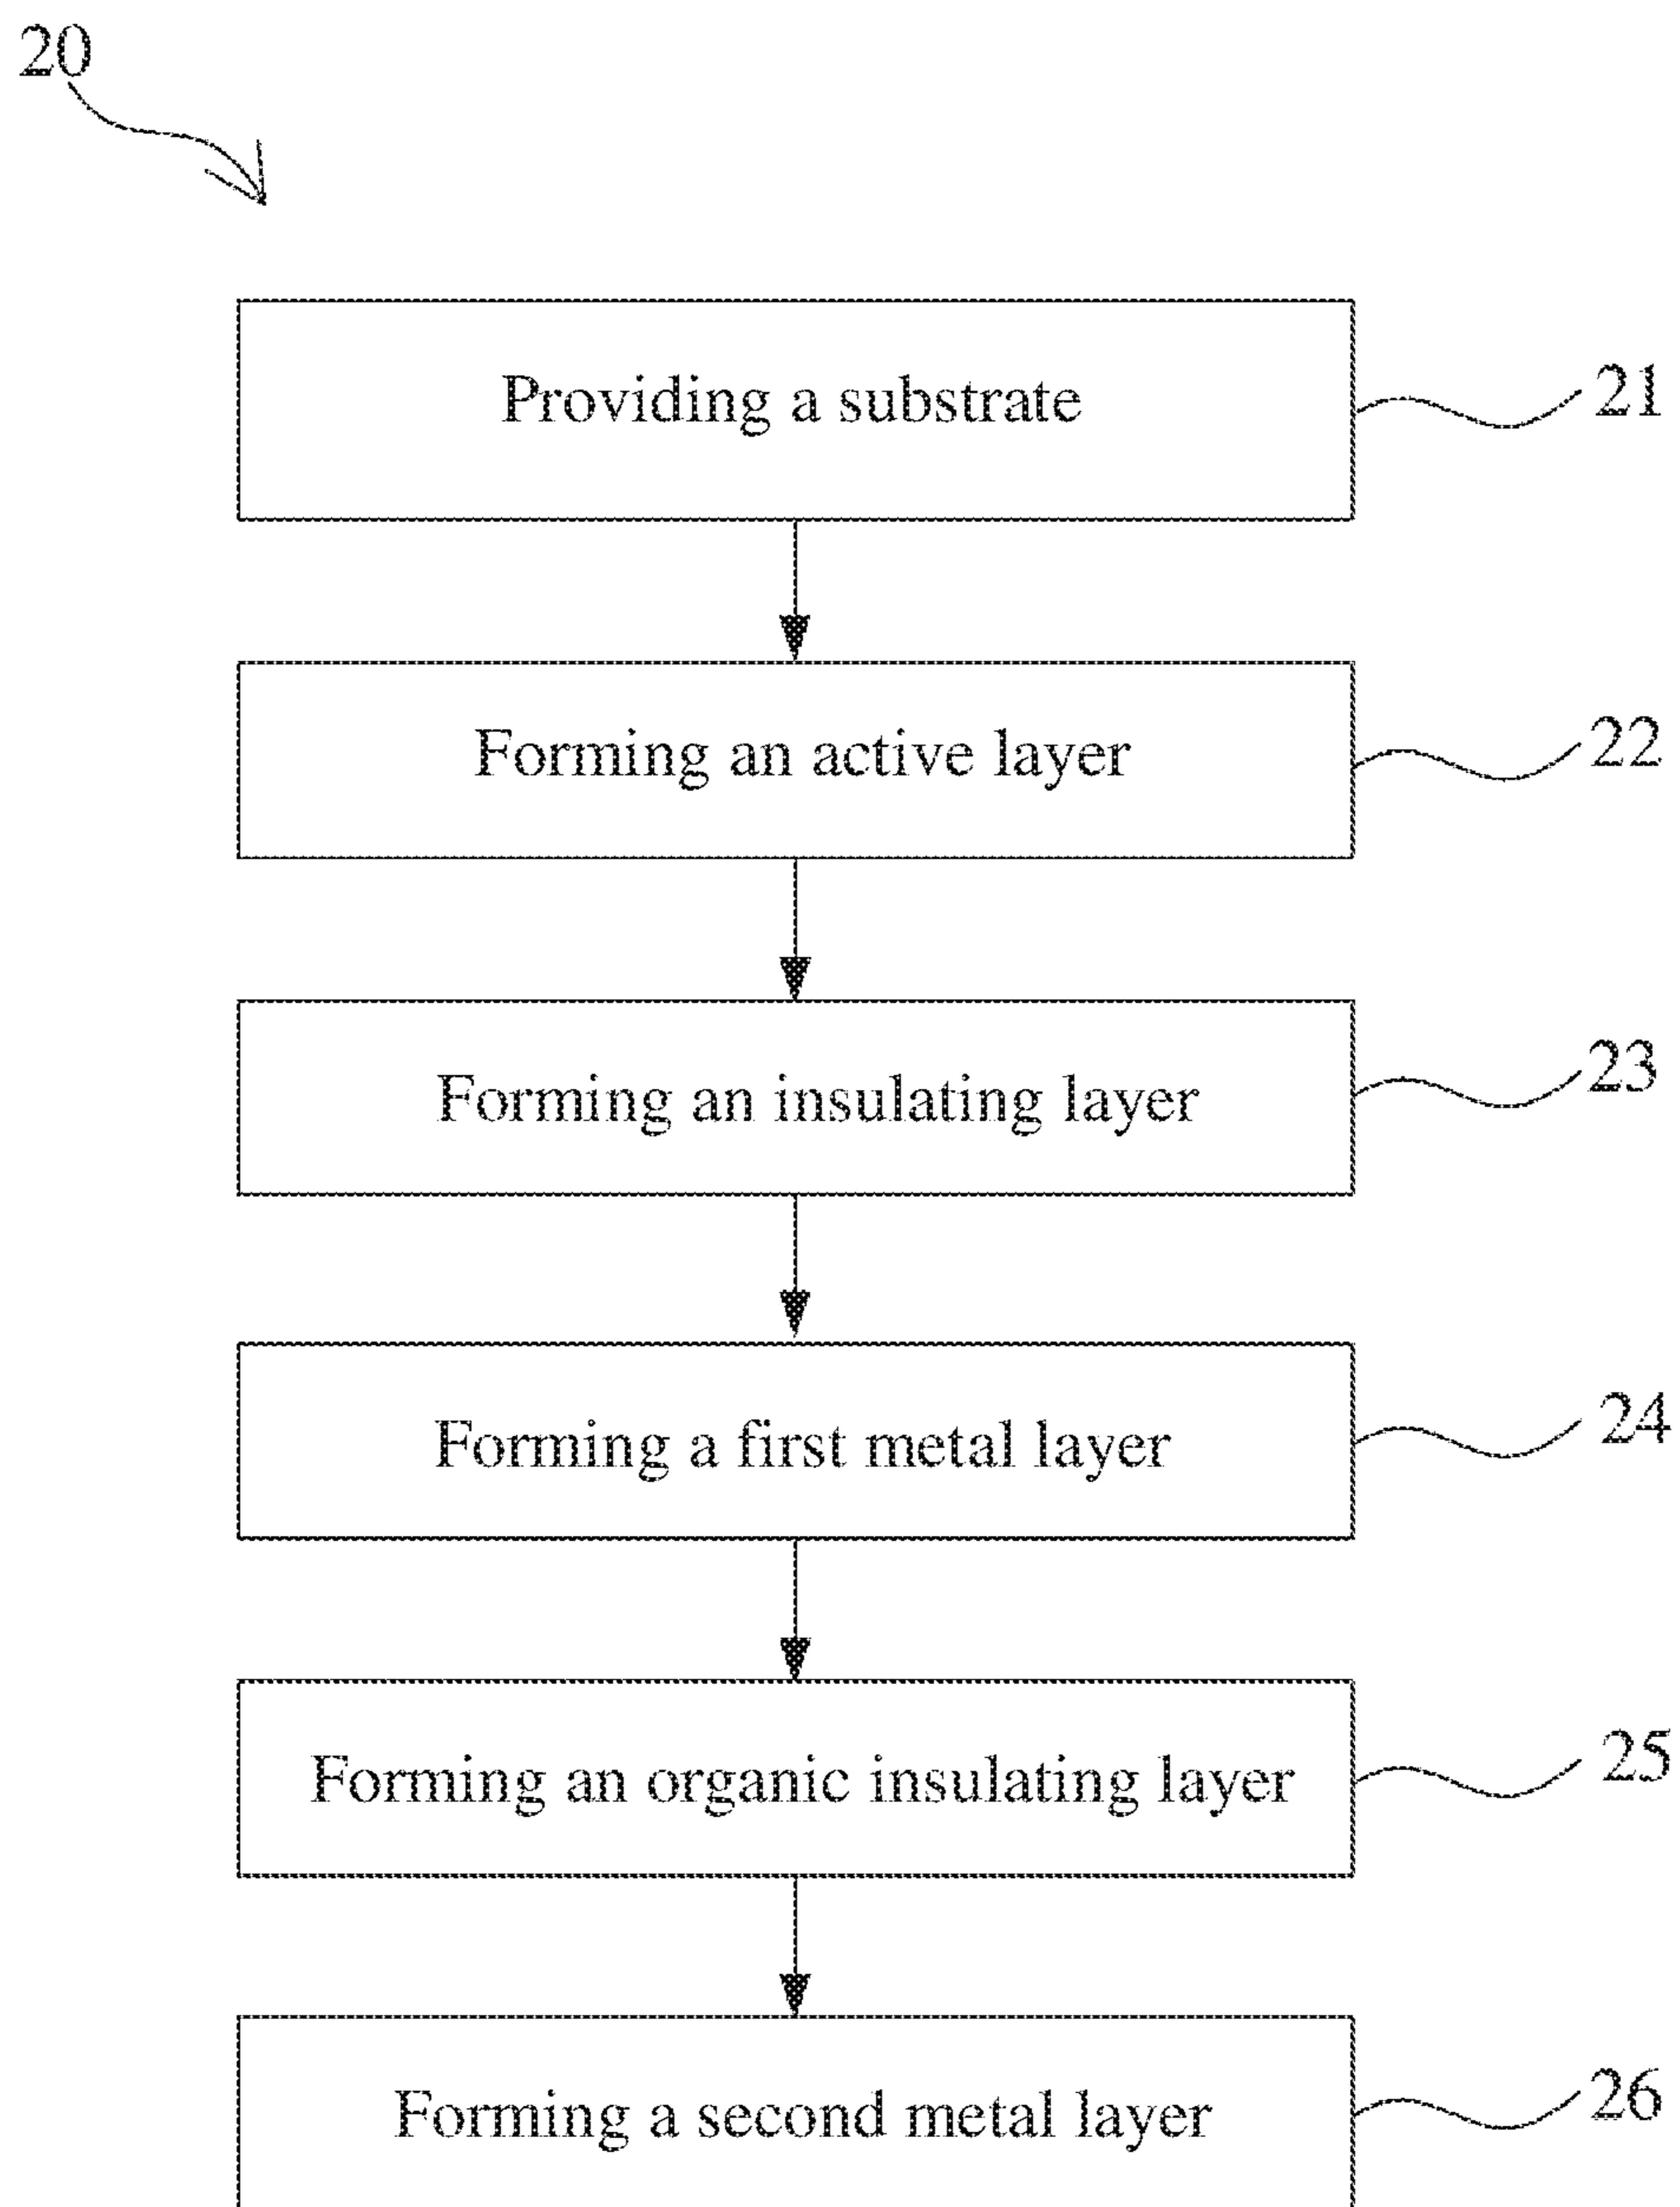 20
Providing a substrate
21
Forming an active layer
22
Forming an insulating layer
23
Forming a first metal layer
24
Forming an organic insulating layer
25
Forming a second metal layer
26